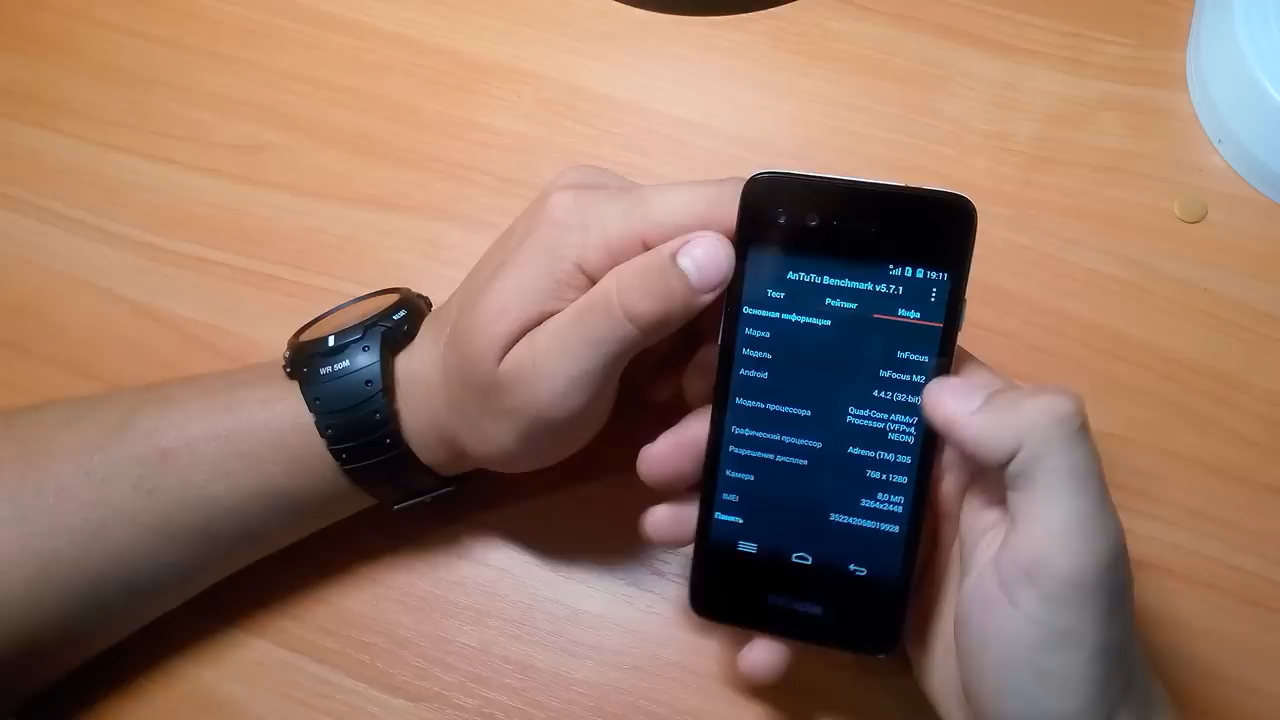 19:11
AnTuTu Benchmark v5.7.1
Тест Рейтинг Инфа
Основная информация
Марка InFocus
Модель InFocus M2
Android 4.4.2 (32-bit)
Модель процессора Quad-Core ARMv7
Processor (VFPv4,
NEON)
Графический процессор Adreno (TM) 305
Разрешение дисплея 768 x 1280
Камера 8,0 МП
3264x2448
IMEI 352242068019928
Память
RESET
WR 50M